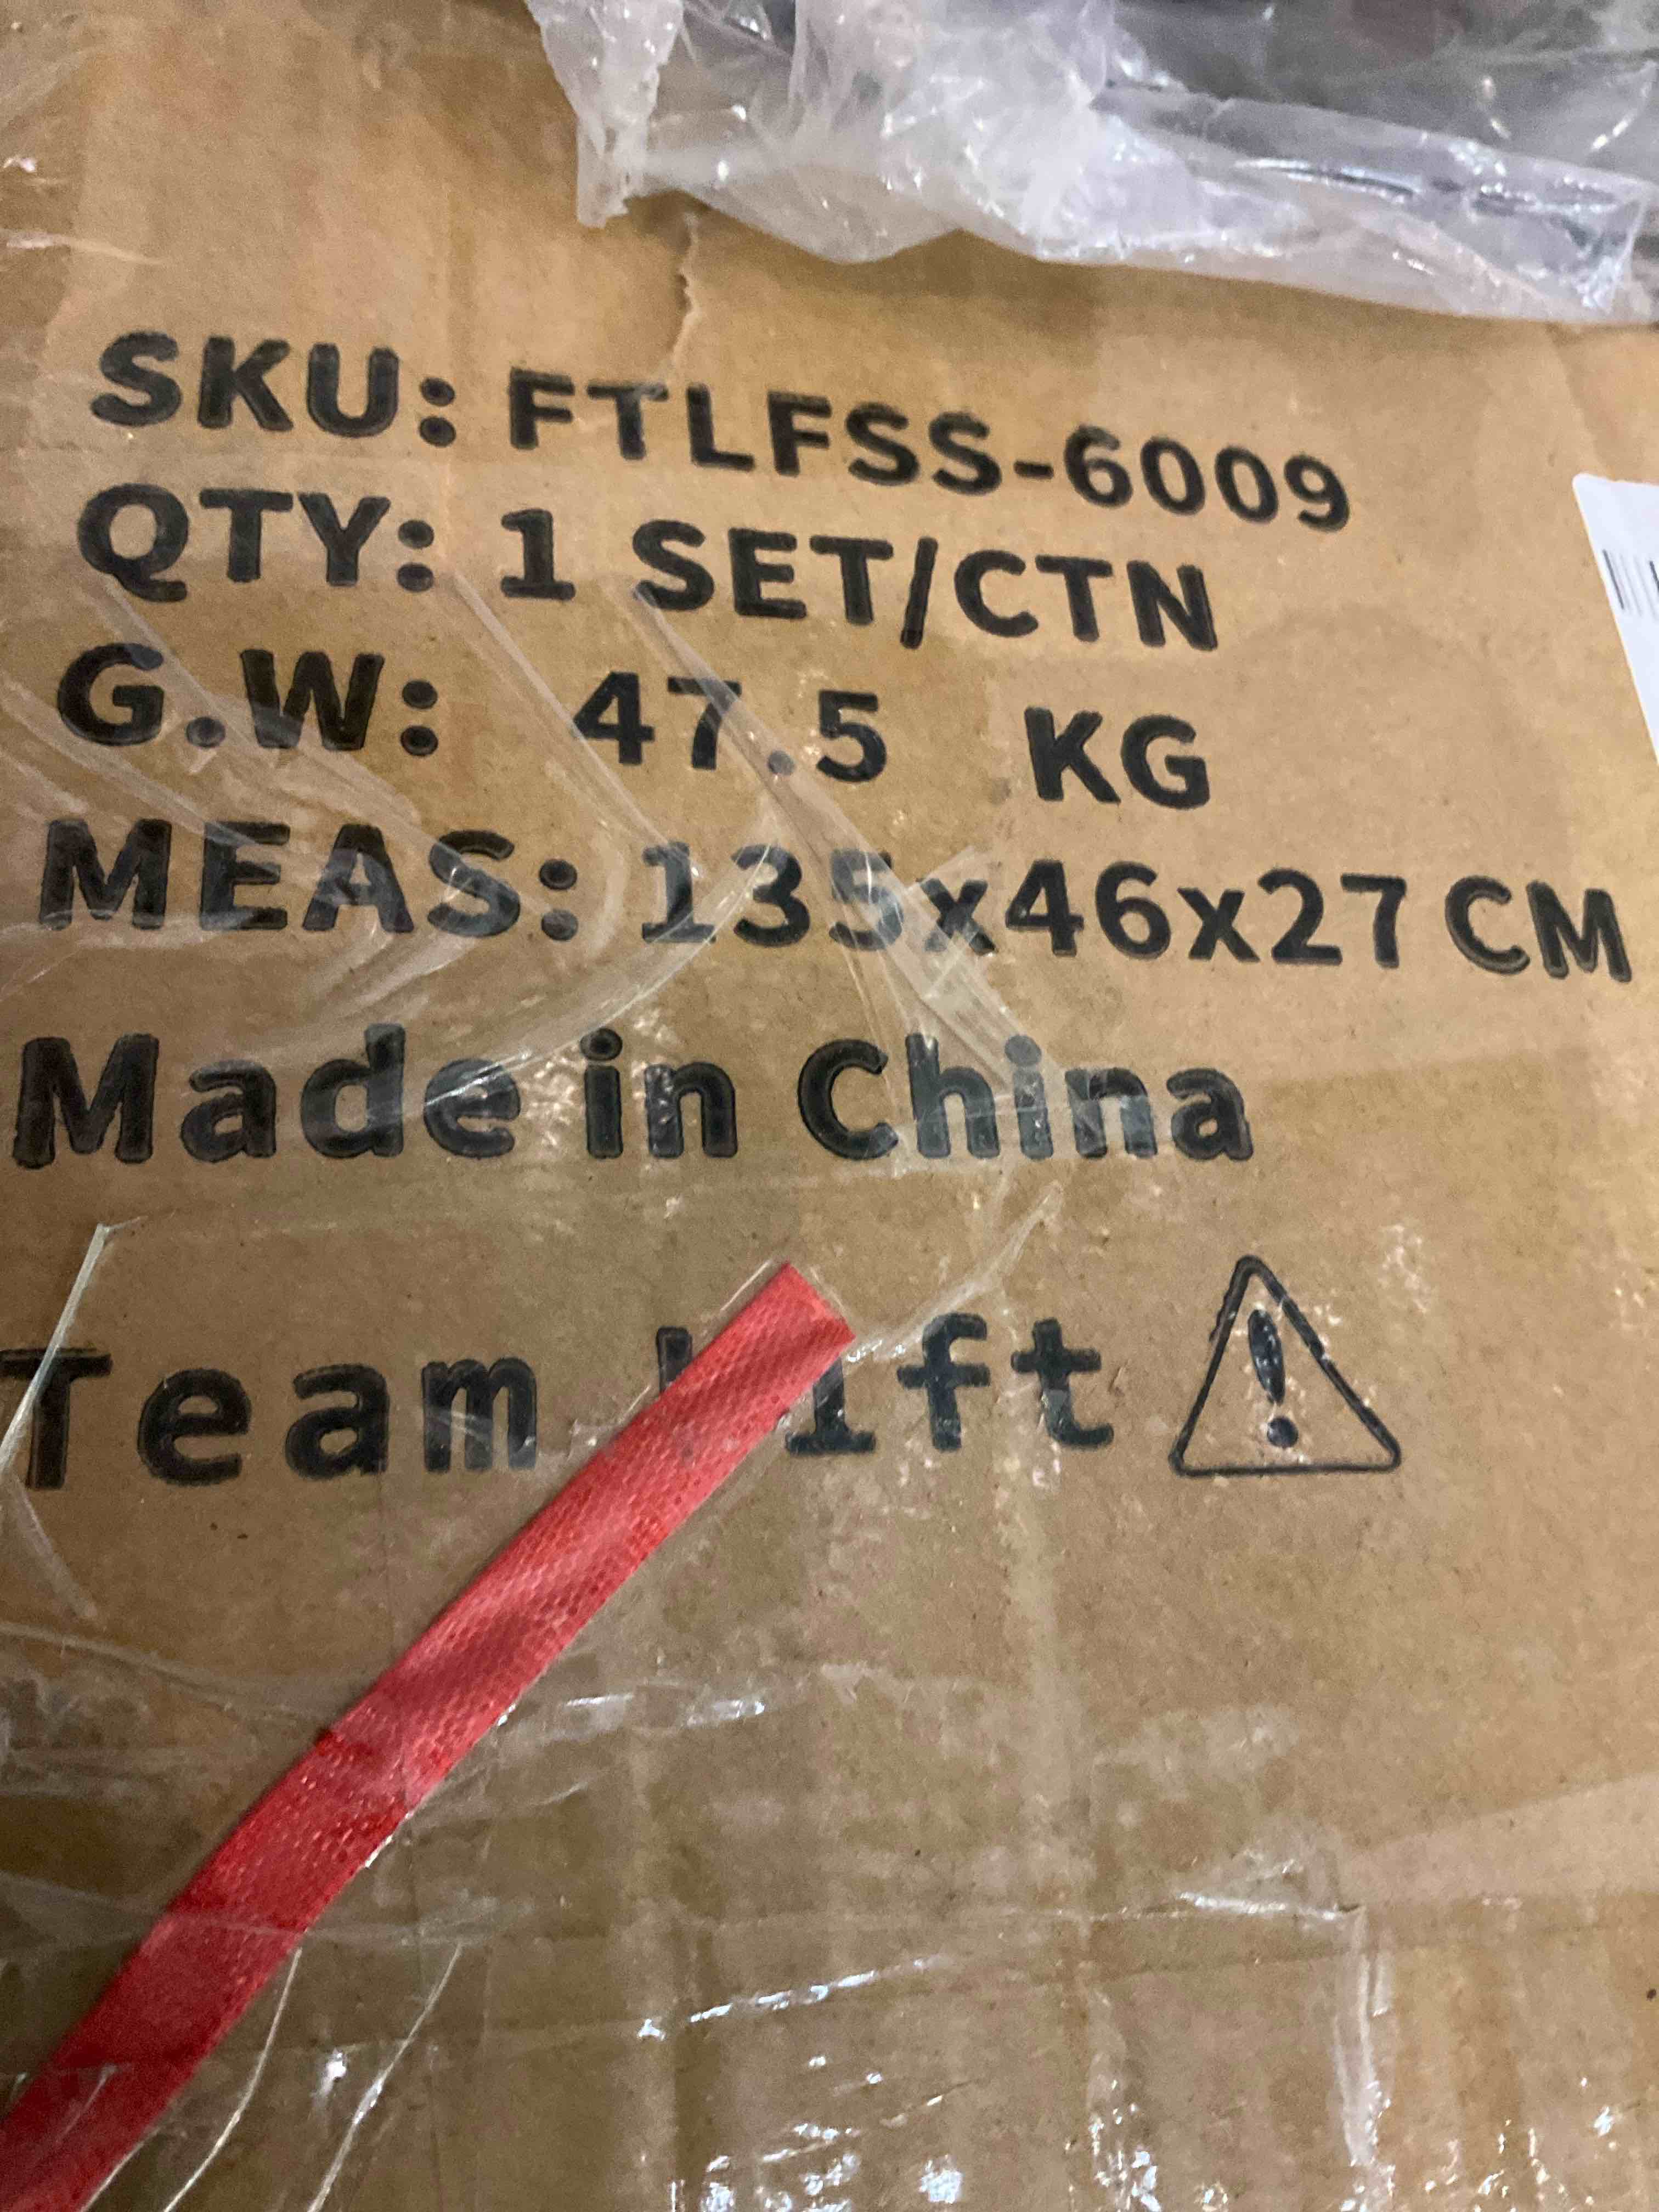 SKU: FTLFSS-6009
QTY: 1 SET/CTN
G.W: 47.5 KG
MEAS: 135x46x27 CM
Made in China
Team Lift